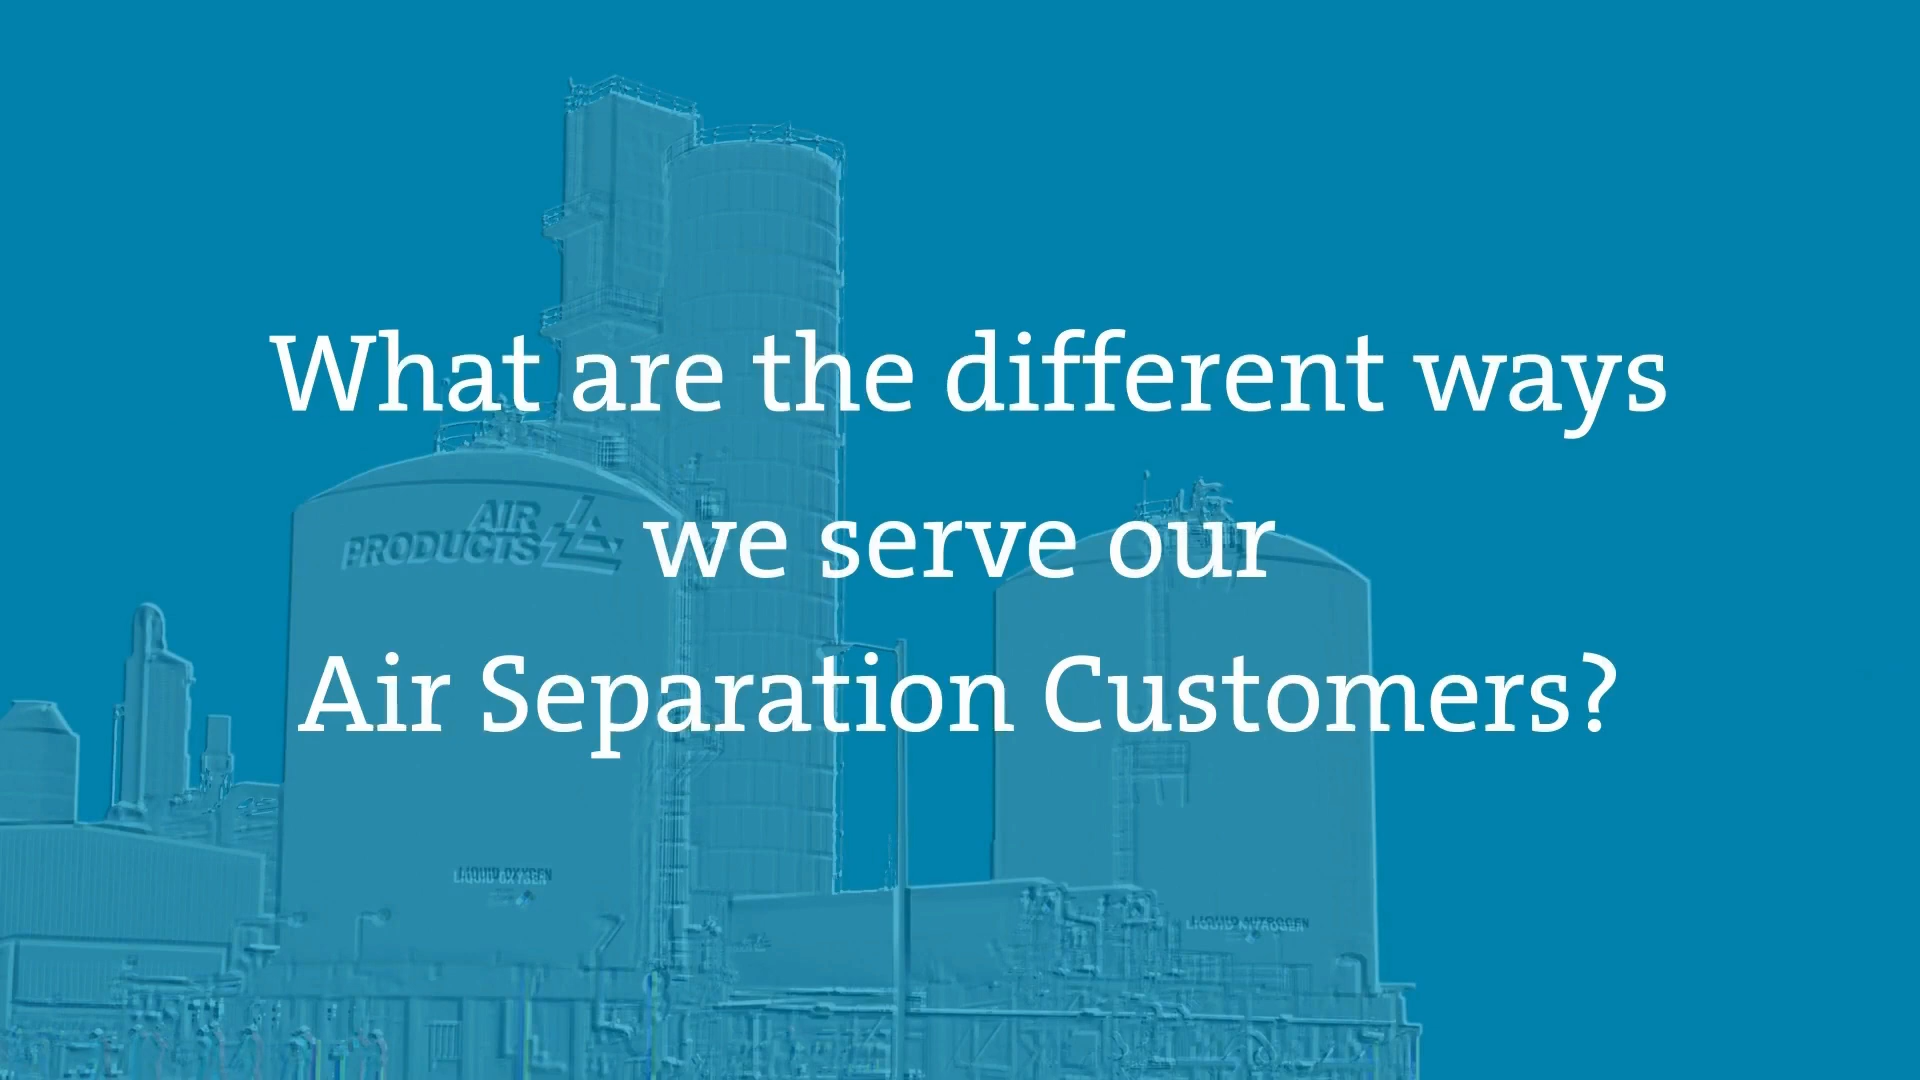 What are the different ways
AIR
PRODUCTS
we serve our
Air Separation Customers?
LIQUID OXYGEN
LIQUID NITROGEN